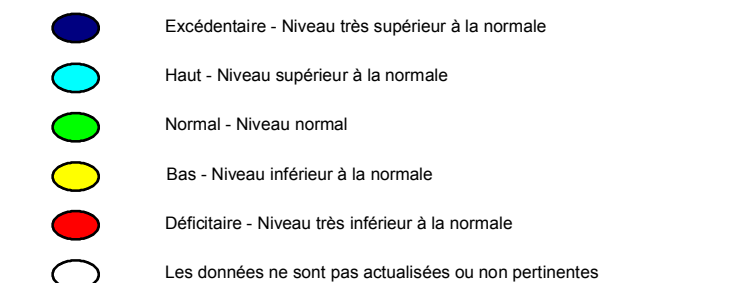 Excédentaire - Niveau très supérieur à la normale
Haut - Niveau supérieur à la normale
Normal - Niveau normal
Bas - Niveau inférieur à la normale
Déficitaire - Niveau très inférieur à la normale
Les données ne sont pas actualisées ou non pertinentes